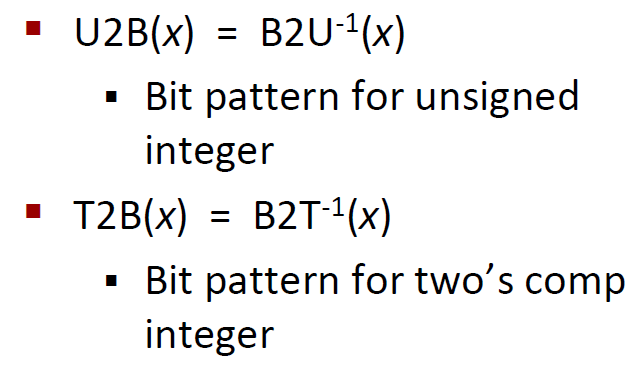 ▪ U2B(x) = B2U⁻¹(x)
▪ Bit pattern for unsigned
integer
▪ T2B(x) = B2T⁻¹(x)
▪ Bit pattern for two’s comp
integer